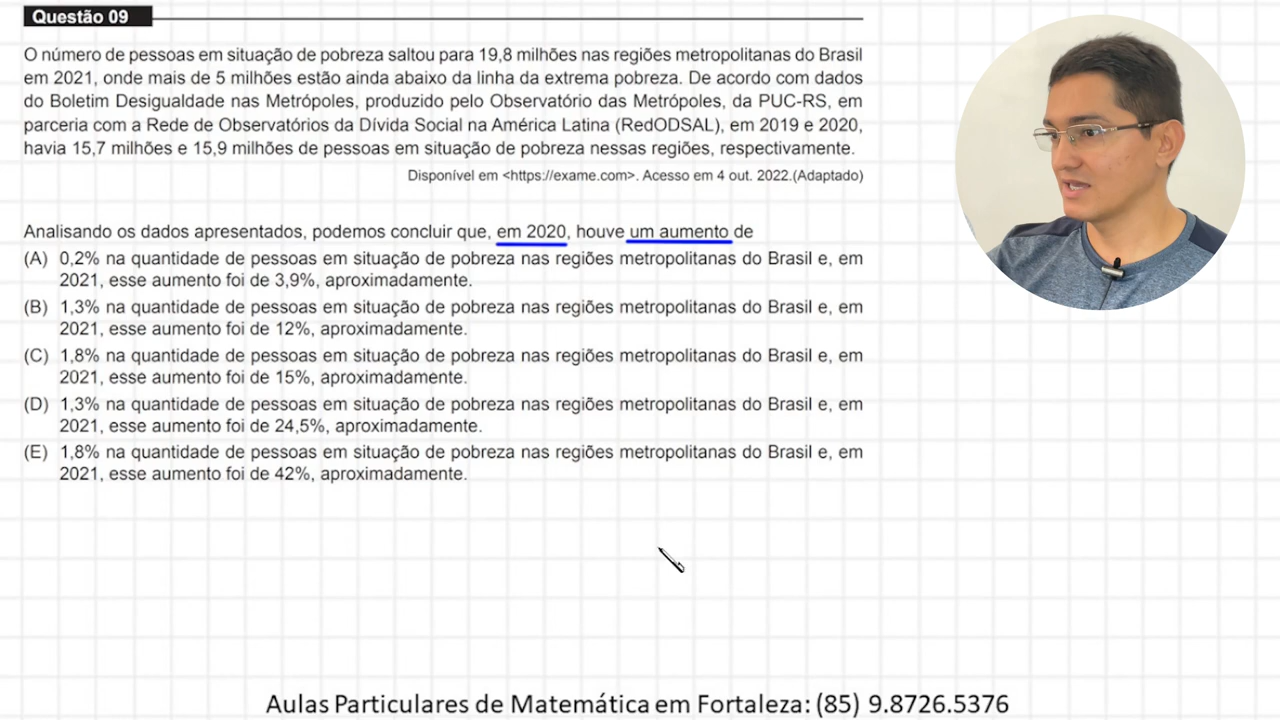 Questão 09
O número de pessoas em situação de pobreza saltou para 19,8 milhões nas regiões metropolitanas do Brasil
em 2021, onde mais de 5 milhões estão ainda abaixo da linha da extrema pobreza. De acordo com dados
do Boletim Desigualdade nas Metrópoles, produzido pelo Observatório das Metrópoles, da PUC-RS, em
parceria com a Rede de Observatórios da Dívida Social na América Latina (RedODSAL), em 2019 e 2020,
havia 15,7 milhões e 15,9 milhões de pessoas em situação de pobreza nessas regiões, respectivamente.
Disponível em <https://exame.com>. Acesso em 4 out. 2022.(Adaptado)
Analisando os dados apresentados, podemos concluir que, em 2020, houve um aumento de
(A) 0,2% na quantidade de pessoas em situação de pobreza nas regiões metropolitanas do Brasil e, em
2021, esse aumento foi de 3,9%, aproximadamente.
(B) 1,3% na quantidade de pessoas em situação de pobreza nas regiões metropolitanas do Brasil e, em
2021, esse aumento foi de 12%, aproximadamente.
(C) 1,8% na quantidade de pessoas em situação de pobreza nas regiões metropolitanas do Brasil e, em
2021, esse aumento foi de 15%, aproximadamente.
(D) 1,3% na quantidade de pessoas em situação de pobreza nas regiões metropolitanas do Brasil e, em
2021, esse aumento foi de 24,5%, aproximadamente.
(E) 1,8% na quantidade de pessoas em situação de pobreza nas regiões metropolitanas do Brasil e, em
2021, esse aumento foi de 42%, aproximadamente.
Aulas Particulares de Matemática em Fortaleza: (85) 9.8726.5376